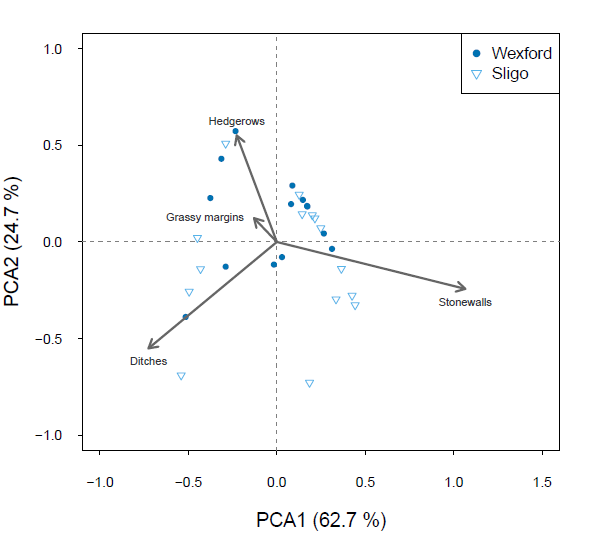 Wexford
Sligo
1.0
0.5
0.0
−0.5
−1.0
PCA2 (24.7 %)
Hedgerows
Grassy margins
Stonewalls
Ditches
−1.0
−0.5
0.0
0.5
1.0
1.5
PCA1 (62.7 %)